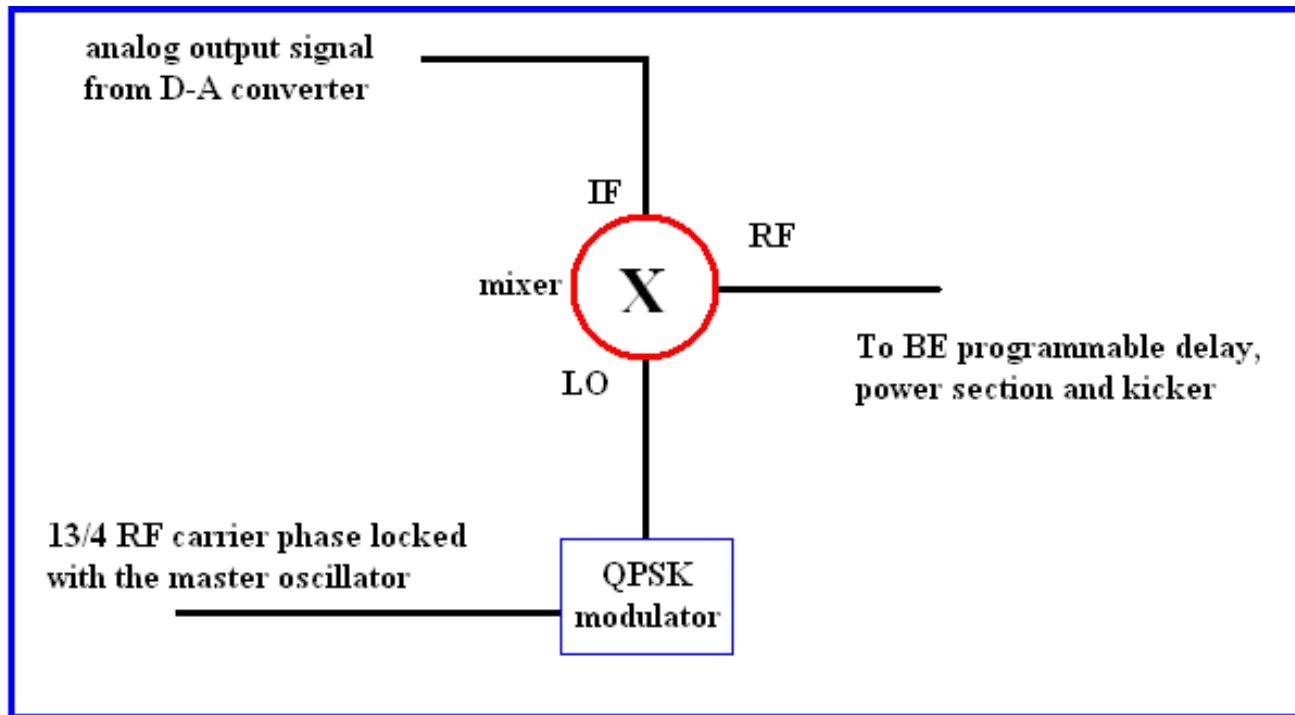 analog output signal
from D-A converter
IF
RF
mixer
X
To BE programmable delay,
power section and kicker
LO
13/4 RF carrier phase locked
with the master oscillator
QPSK
modulator